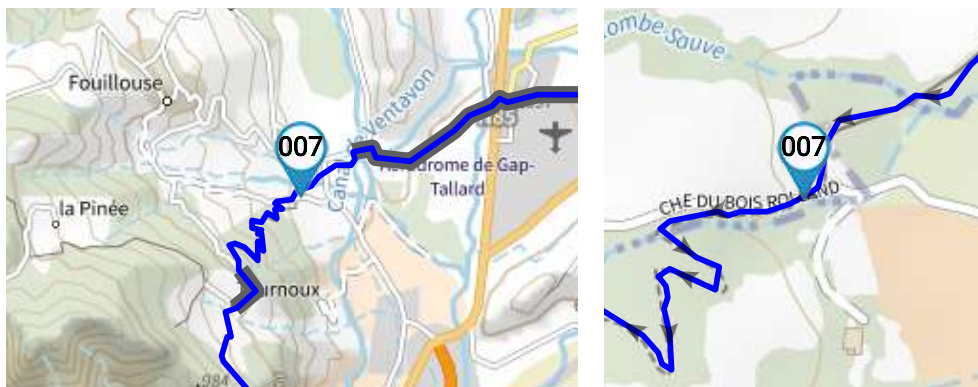 Fouillouse
007
Canal de Ventavon
A85
Aérodrome de Gap-
Tallard
la Pinée
urnoux
984
ombe-Sauve
007
CHE DU BOIS ROLLAND